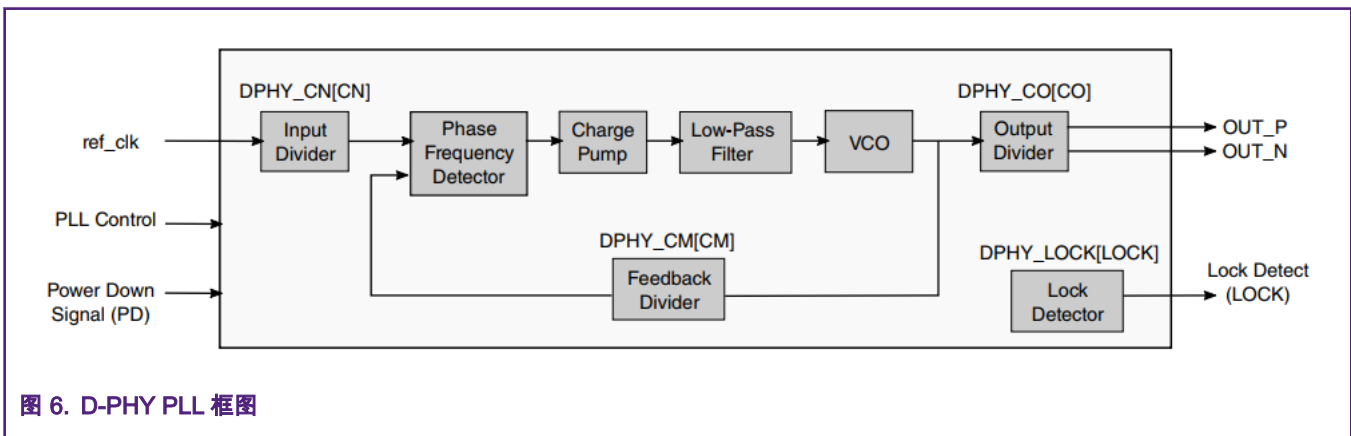 DPHY_CN[CN]
DPHY_CO[CO]
ref_clk
Input
Divider
Phase
Frequency
Detector
Charge
Pump
Low-Pass
Filter
VCO
Output
Divider
OUT_P
OUT_N
PLL Control
DPHY_CM[CM]
Feedback
Divider
DPHY_LOCK[LOCK]
Lock
Detector
Lock Detect
(LOCK)
Power Down
Signal (PD)
图 6. D-PHY PLL 框图